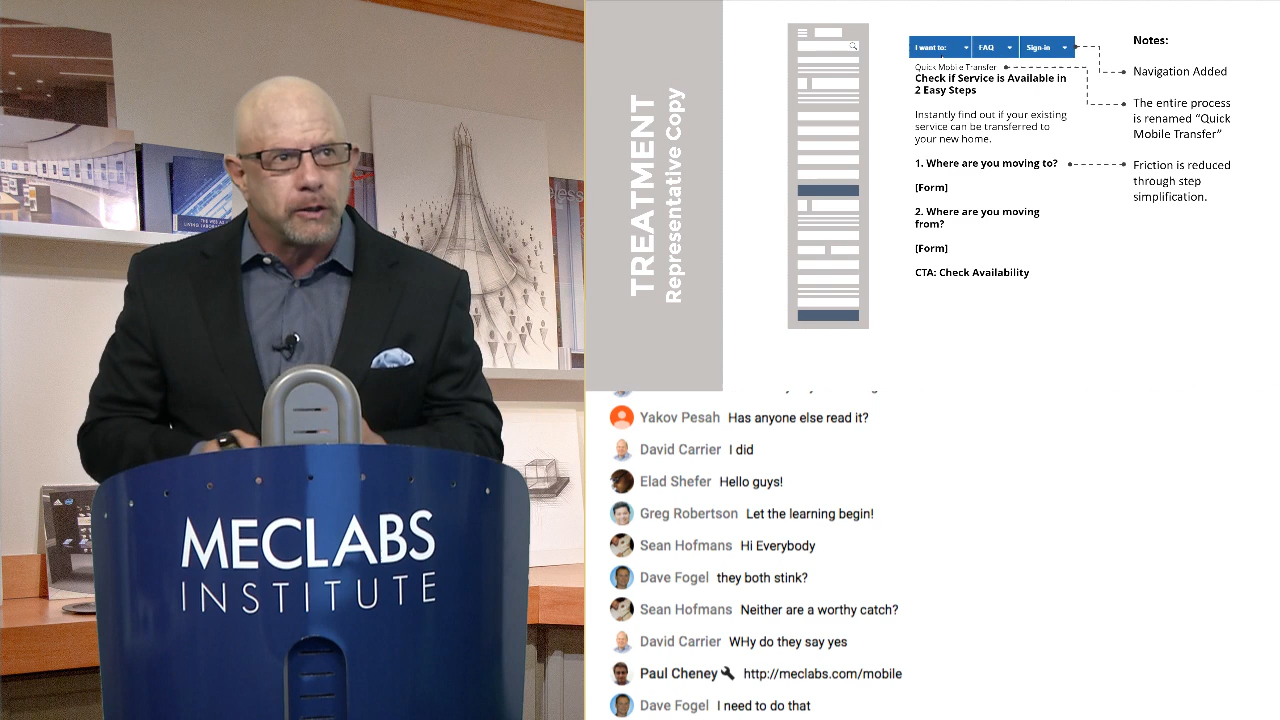 THE WEB AS A
LIVING LABORATORY
eless
MECLABS
INSTITUTE
TREATMENT
Representative Copy
I want to: FAQ Sign-in
Quick Mobile Transfer
Check if Service is Available in
2 Easy Steps
Instantly find out if your existing
service can be transferred to
your new home.
1. Where are you moving to?
[Form]
2. Where are you moving
from?
[Form]
CTA: Check Availability
Notes:
Navigation Added
The entire process
is renamed “Quick
Mobile Transfer”
Friction is reduced
through step
simplification.
Yakov Pesah Has anyone else read it?
David Carrier I did
Elad Shefer Hello guys!
Greg Robertson Let the learning begin!
Sean Hofmans Hi Everybody
Dave Fogel they both stink?
Sean Hofmans Neither are a worthy catch?
David Carrier WHy do they say yes
Paul Cheney http://meclabs.com/mobile
Dave Fogel I need to do that